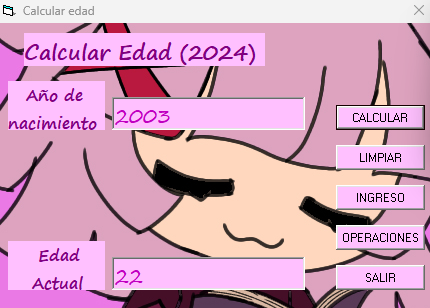 Calcular edad
Calcular Edad (2024)
Año de
nacimiento
2003
CALCULAR
LIMPIAR
INGRESO
OPERACIONES
Edad
Actual
22
SALIR